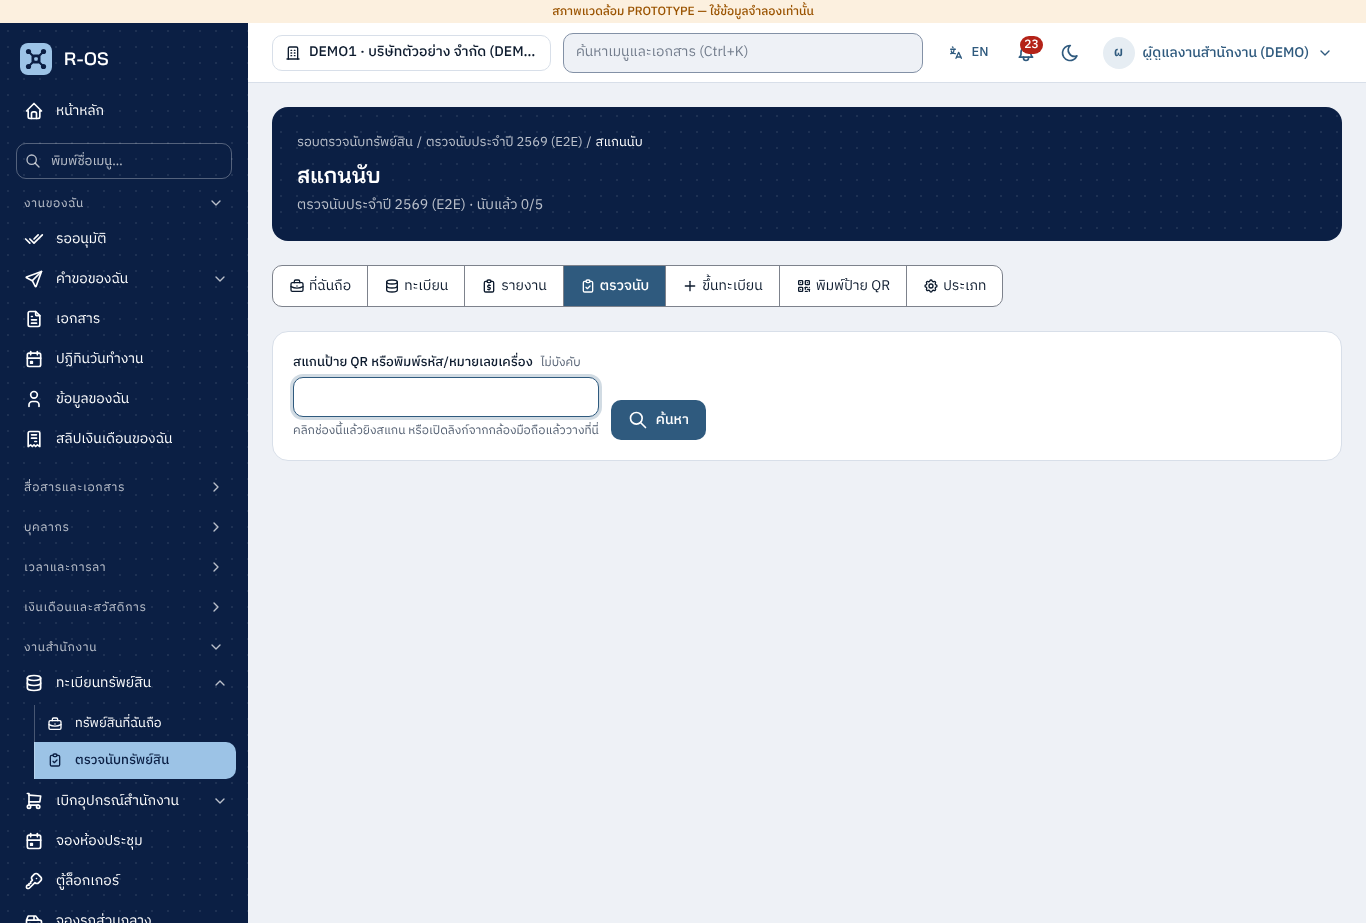 สภาพแวดล้อม PROTOTYPE — ใช้ข้อมูลจำลองเท่านั้น
R-OS
DEMO1 · บริษัทตัวอย่าง จำกัด (DEM...
ค้นหาเมนูและเอกสาร (Ctrl+K)
EN
23
ผ
ผู้ดูแลงานสำนักงาน (DEMO)
หน้าหลัก
พิมพ์ชื่อเมนู...
งานของฉัน
รออนุมัติ
คำขอของฉัน
เอกสาร
ปฏิทินวันทำงาน
ข้อมูลของฉัน
สลิปเงินเดือนของฉัน
สื่อสารและเอกสาร
บุคลากร
เวลาและการลา
เงินเดือนและสวัสดิการ
งานสำนักงาน
ทะเบียนทรัพย์สิน
ทรัพย์สินที่ฉันถือ
ตรวจนับทรัพย์สิน
เบิกอุปกรณ์สำนักงาน
จองห้องประชุม
ตู้ล็อกเกอร์
จองรถส่วนกลาง
รอบตรวจนับทรัพย์สิน / ตรวจนับประจำปี 2569 (E2E) / สแกนนับ
สแกนนับ
ตรวจนับประจำปี 2569 (E2E) · นับแล้ว 0/5
ที่ฉันถือ
ทะเบียน
รายงาน
ตรวจนับ
ขึ้นทะเบียน
พิมพ์ป้าย QR
ประเภท
สแกนป้าย QR หรือพิมพ์รหัส/หมายเลขเครื่อง ไม่บังคับ
ค้นหา
คลิกช่องนี้แล้วยิงสแกน หรือเปิดลิงก์จากกล้องมือถือแล้ววางที่นี่